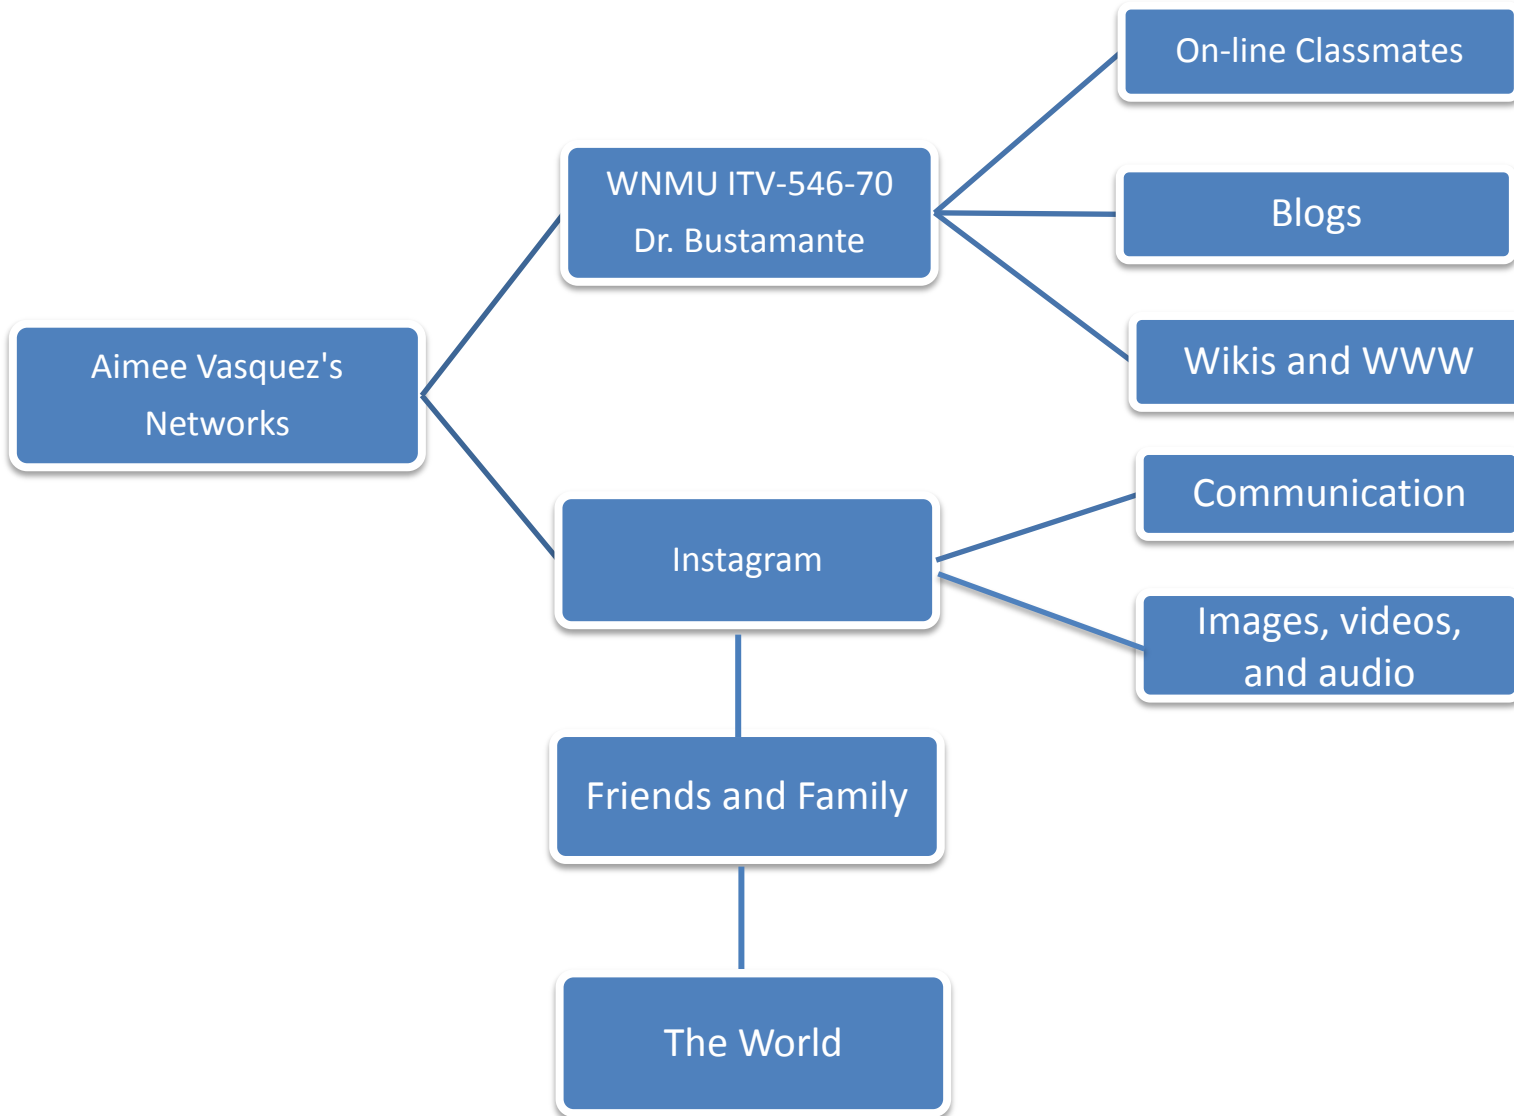 On-line Classmates
WNMU ITV-546-70
Dr. Bustamante
Blogs
Aimee Vasquez's
Networks
Wikis and WWW
Communication
Instagram
Images, videos,
and audio
Friends and Family
The World